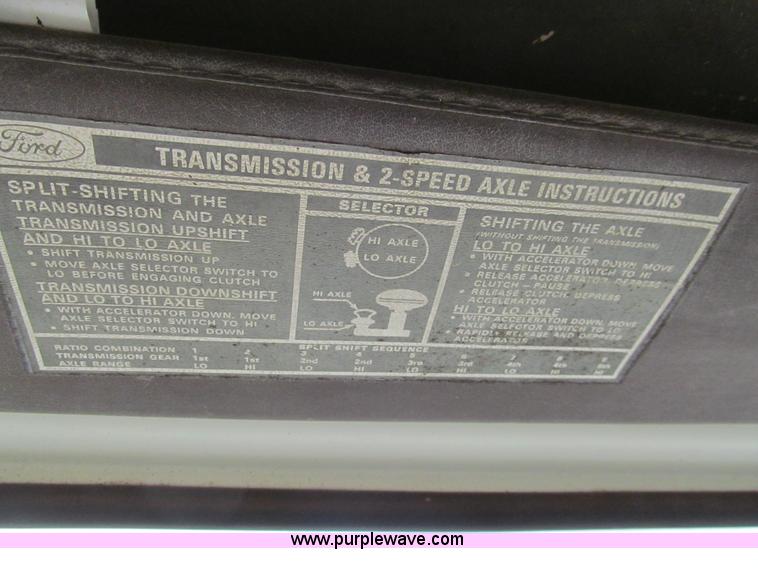 Ford
TRANSMISSION & 2-SPEED AXLE INSTRUCTIONS
SPLIT-SHIFTING THE
TRANSMISSION AND AXLE
TRANSMISSION UPSHIFT
AND HI TO LO AXLE
• SHIFT TRANSMISSION UP
• MOVE AXLE SELECTOR SWITCH TO
LO BEFORE ENGAGING CLUTCH
TRANSMISSION DOWNSHIFT
AND LO TO HI AXLE
• WITH ACCELERATOR DOWN, MOVE
AXLE SELECTOR SWITCH TO HI
• SHIFT TRANSMISSION DOWN
SELECTOR
HI AXLE
LO AXLE
HI AXLE
LO AXLE
SHIFTING THE AXLE
(WITHOUT SHIFTING THE TRANSMISSION)
LO TO HI AXLE
• WITH ACCELERATOR DOWN, MOVE
AXLE SELECTOR SWITCH TO HI
• RELEASE ACCELERATOR, DEPRESS
CLUTCH - PAUSE
• RELEASE CLUTCH, DEPRESS
ACCELERATOR
HI TO LO AXLE
• WITH ACCELERATOR DOWN, MOVE
AXLE SELECTOR SWITCH TO LO
• RAPIDLY RELEASE AND DEPRESS
ACCELERATOR
SPLIT SHIFT SEQUENCE
RATIO COMBINATION 1 2 3 4 5 6
TRANSMISSION GEAR 1st 1st 2nd 2nd 3rd 3rd 4th 4th
AXLE RANGE LO HI LO HI LO HI LO HI HI
www.purplewave.com